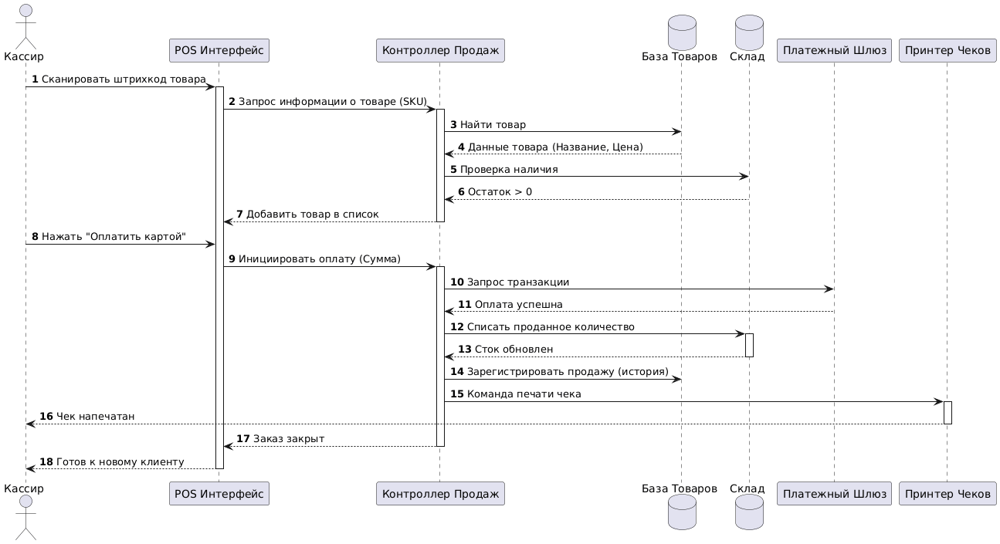 Кассир
POS Интерфейс
Контроллер Продаж
База Товаров
Склад
Платежный Шлюз
Принтер Чеков
1 Сканировать штрихкод товара
2 Запрос информации о товаре (SKU)
3 Найти товар
4 Данные товара (Название, Цена)
5 Проверка наличия
6 Остаток > 0
7 Добавить товар в список
8 Нажать "Оплатить картой"
9 Инициировать оплату (Сумма)
10 Запрос транзакции
11 Оплата успешна
12 Списать проданное количество
13 Сток обновлен
14 Зарегистрировать продажу (история)
15 Команда печати чека
16 Чек напечатан
17 Заказ закрыт
18 Готов к новому клиенту
Кассир
POS Интерфейс
Контроллер Продаж
База Товаров
Склад
Платежный Шлюз
Принтер Чеков